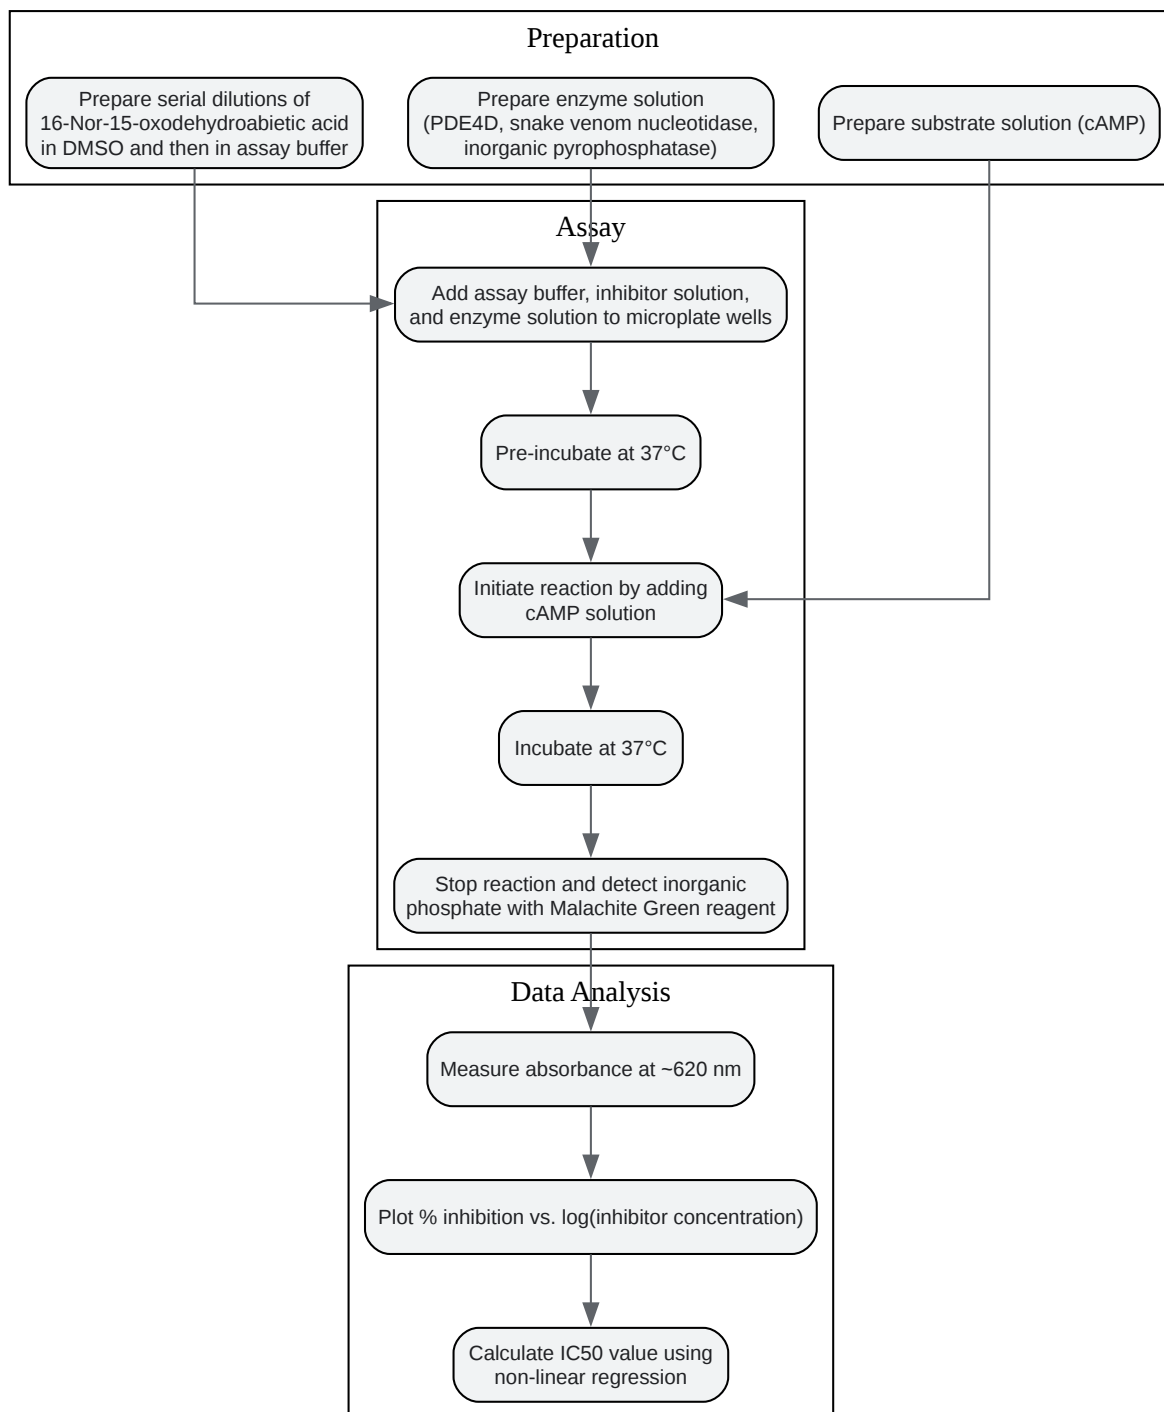 Preparation
Prepare serial dilutions of
16-Nor-15-oxodehydroabietic acid
in DMSO and then in assay buffer
Prepare enzyme solution
(PDE4D, snake venom nucleotidase,
inorganic pyrophosphatase)
Prepare substrate solution (cAMP)
Assay
Add assay buffer, inhibitor solution,
and enzyme solution to microplate wells
Pre-incubate at 37°C
Initiate reaction by adding
cAMP solution
Incubate at 37°C
Stop reaction and detect inorganic
phosphate with Malachite Green reagent
Data Analysis
Measure absorbance at ~620 nm
Plot % inhibition vs. log(inhibitor concentration)
Calculate IC50 value using
non-linear regression